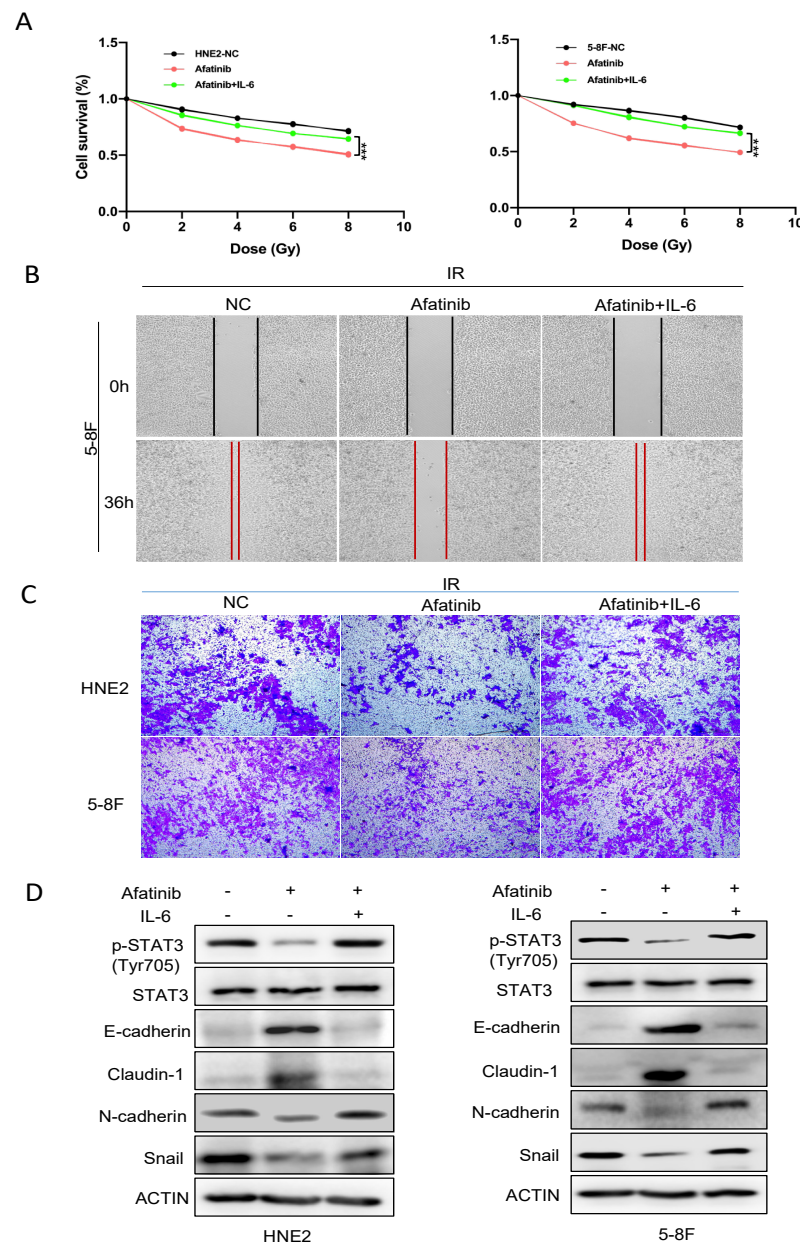 A
1.5
1.0
0.5
0.0
0 2 4 6 8 10
Cell survival (%)
Dose (Gy)
HNE2-NC
Afatinib
Afatinib+IL-6
***
1.5
1.0
0.5
0.0
0 2 4 6 8 10
Dose (Gy)
5-8F-NC
Afatinib
Afatinib+IL-6
***
B
IR
NC Afatinib Afatinib+IL-6
5-8F
0h
36h
C
IR
NC Afatinib Afatinib+IL-6
HNE2
5-8F
D
Afatinib - + +
IL-6 - - +
p-STAT3
(Tyr705)
STAT3
E-cadherin
Claudin-1
N-cadherin
Snail
ACTIN
HNE2
Afatinib - + +
IL-6 - - +
p-STAT3
(Tyr705)
STAT3
E-cadherin
Claudin-1
N-cadherin
Snail
ACTIN
5-8F